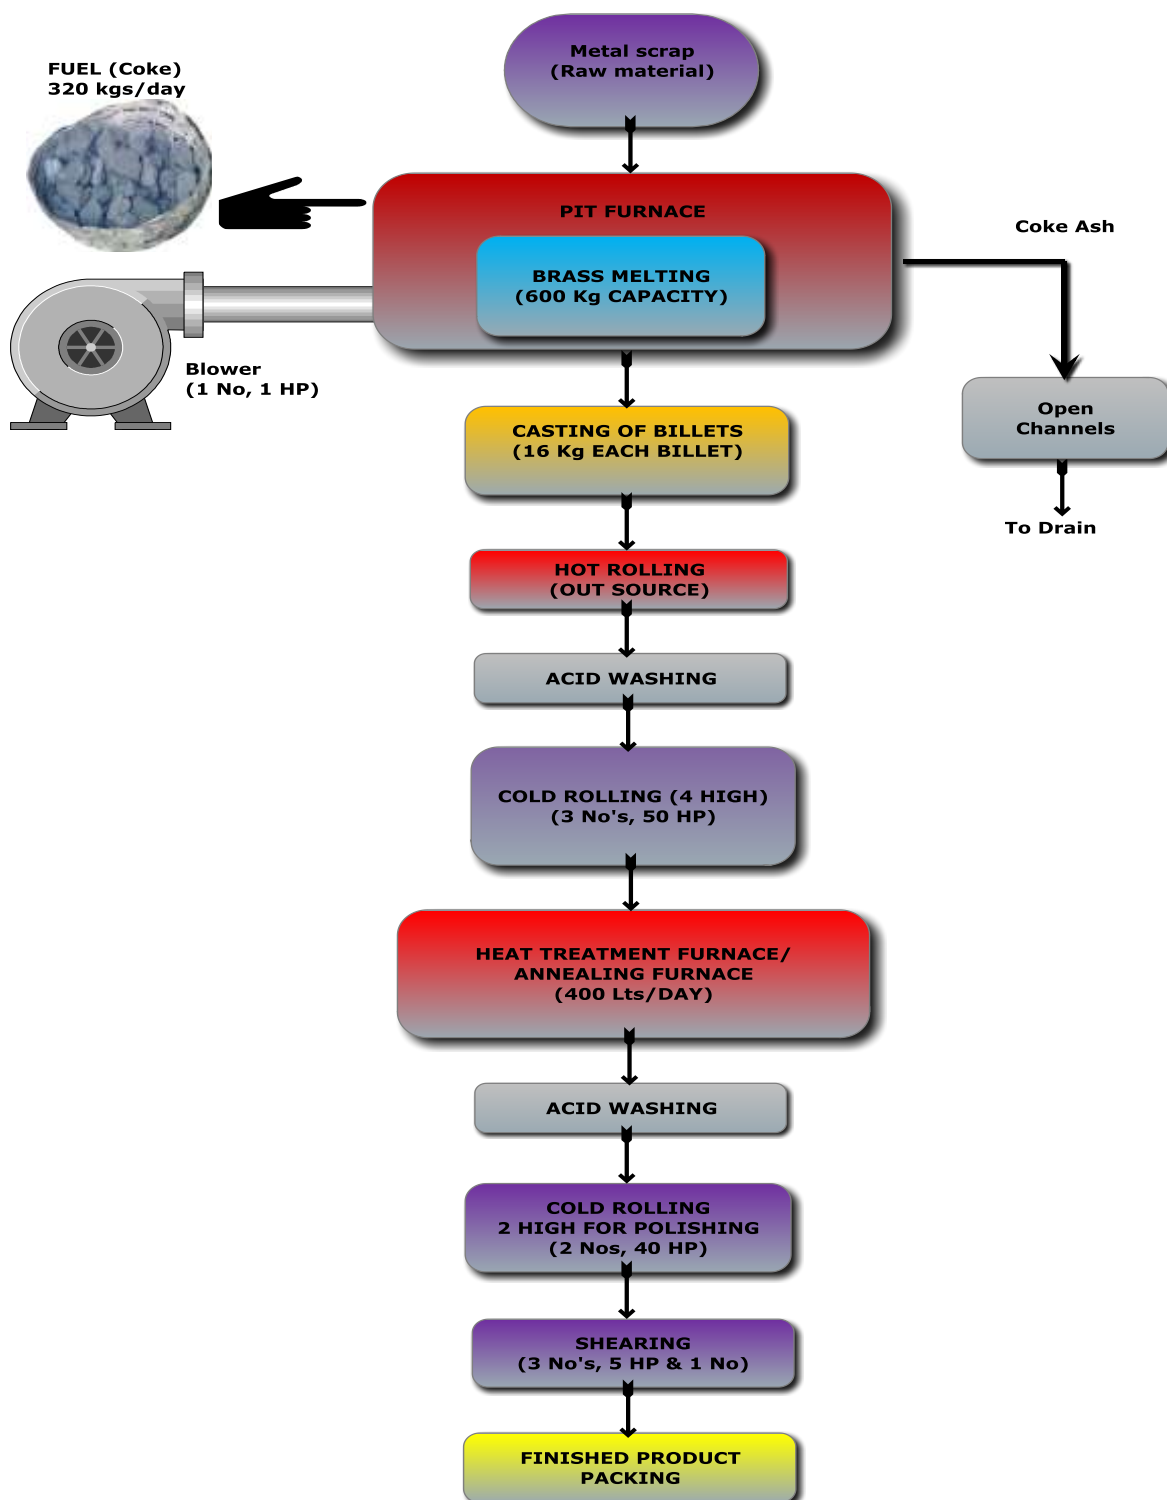 Metal scrap
(Raw material)
FUEL (Coke)
320 kgs/day
PIT FURNACE
BRASS MELTING
(600 Kg CAPACITY)
Coke Ash
Blower
(1 No, 1 HP)
Open
Channels
To Drain
CASTING OF BILLETS
(16 Kg EACH BILLET)
HOT ROLLING
(OUT SOURCE)
ACID WASHING
COLD ROLLING (4 HIGH)
(3 No's, 50 HP)
HEAT TREATMENT FURNACE/
ANNEALING FURNACE
(400 Lts/DAY)
ACID WASHING
COLD ROLLING
2 HIGH FOR POLISHING
(2 Nos, 40 HP)
SHEARING
(3 No's, 5 HP & 1 No)
FINISHED PRODUCT
PACKING